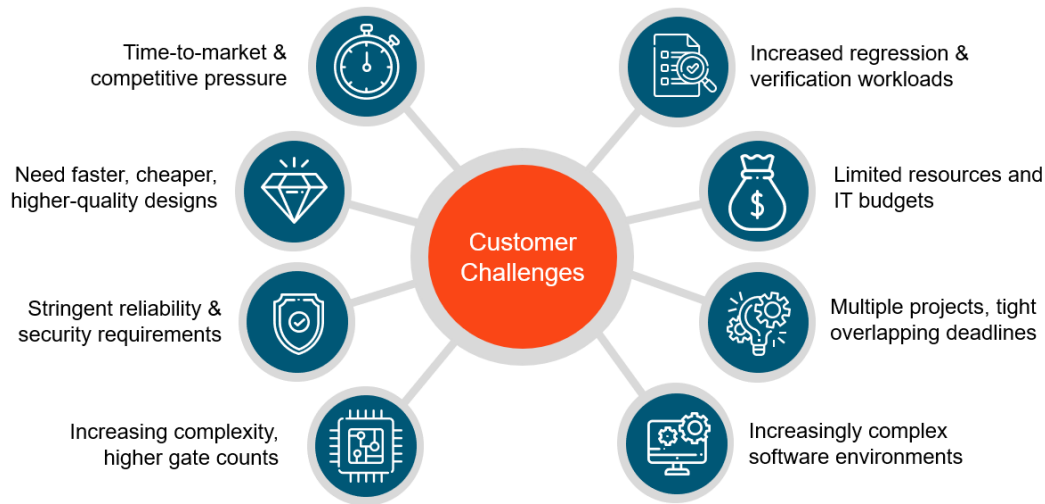 Time-to-market &
competitive pressure
Need faster, cheaper,
higher-quality designs
Stringent reliability &
security requirements
Increasing complexity,
higher gate counts
Customer
Challenges
$
Increased regression &
verification workloads
Limited resources and
IT budgets
Multiple projects, tight
overlapping deadlines
Increasingly complex
software environments